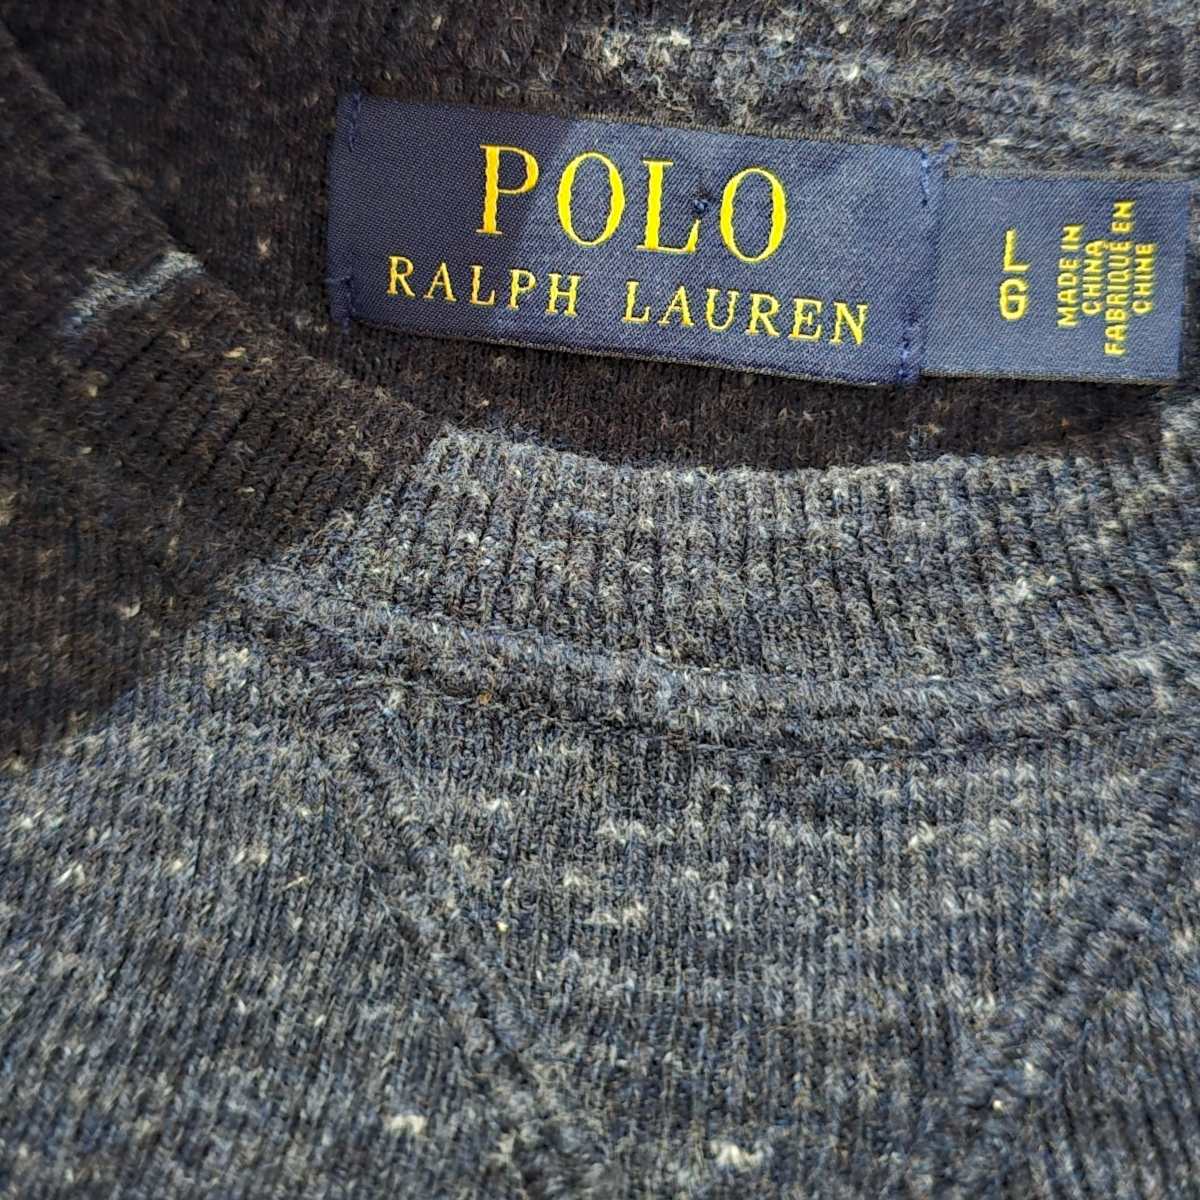 POLO
RALPH LAUREN
L
G
MADE IN
CHINA
FABRIQUÉ EN
CHINE